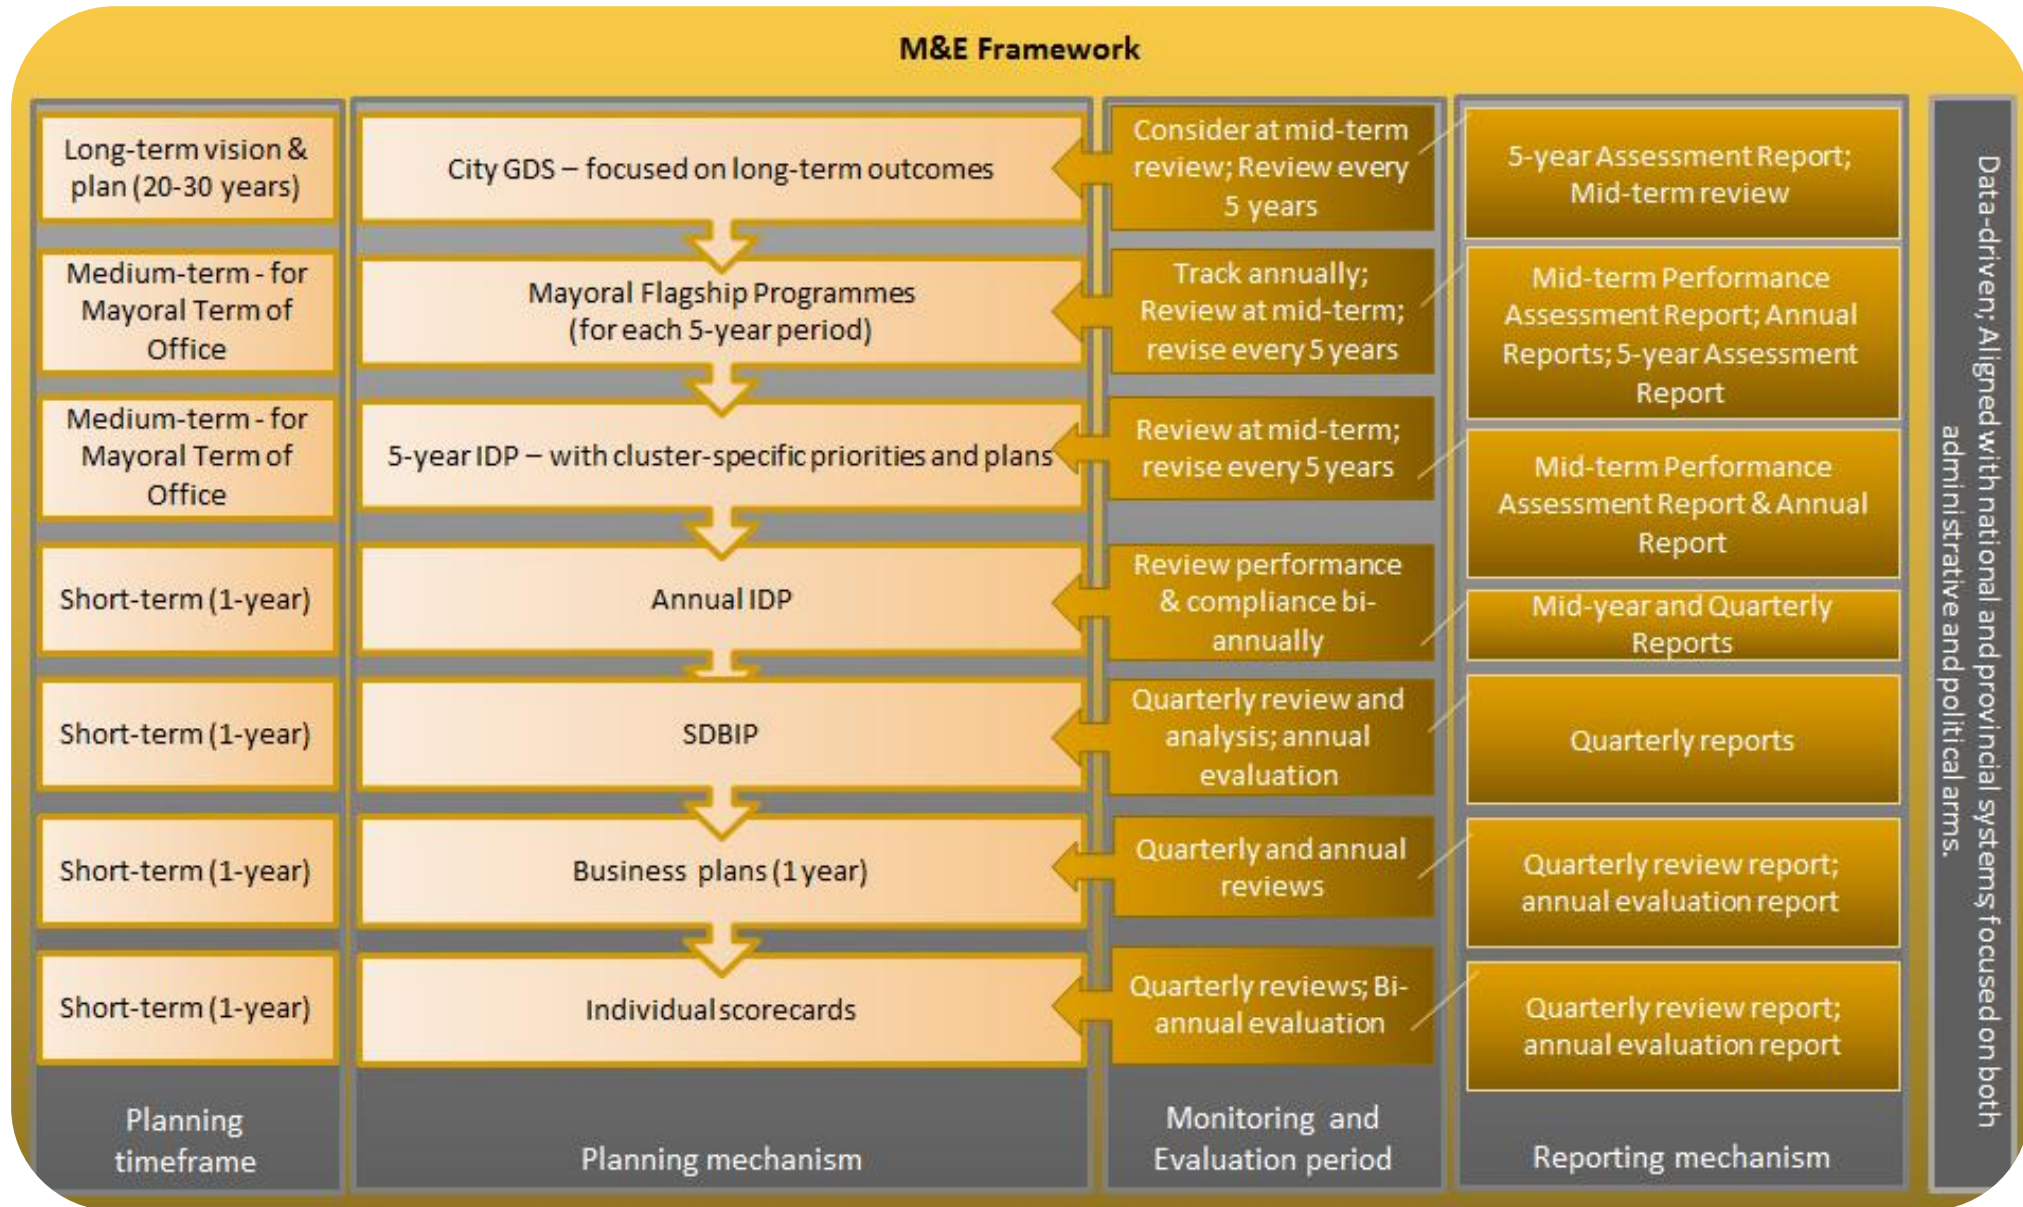 M&E Framework
Long-term vision &
plan (20-30 years)
City GDS – focused on long-term outcomes
Consider at mid-term
review; Review every
5 years
5-year Assessment Report;
Mid-term review
Medium-term - for
Mayoral Term of
Office
Mayoral Flagship Programmes
(for each 5-year period)
Track annually;
Review at mid-term;
revise every 5 years
Mid-term Performance
Assessment Report; Annual
Reports; 5-year Assessment
Report
Medium-term - for
Mayoral Term of
Office
5-year IDP – with cluster-specific priorities and plans
Review at mid-term;
revise every 5 years
Mid-term Performance
Assessment Report & Annual
Report
Short-term (1-year)
Annual IDP
Review performance
& compliance bi-
annually
Mid-year and Quarterly
Reports
Short-term (1-year)
SDBIP
Quarterly review and
analysis; annual
evaluation
Quarterly reports
Short-term (1-year)
Business plans (1 year)
Quarterly and annual
reviews
Quarterly review report;
annual evaluation report
Short-term (1-year)
Individual scorecards
Quarterly reviews; Bi-
annual evaluation
Quarterly review report;
annual evaluation report
Planning
timeframe
Planning mechanism
Monitoring and
Evaluation period
Reporting mechanism
Data-driven; Aligned with national and provincial systems, focused on both
administrative and political arms.